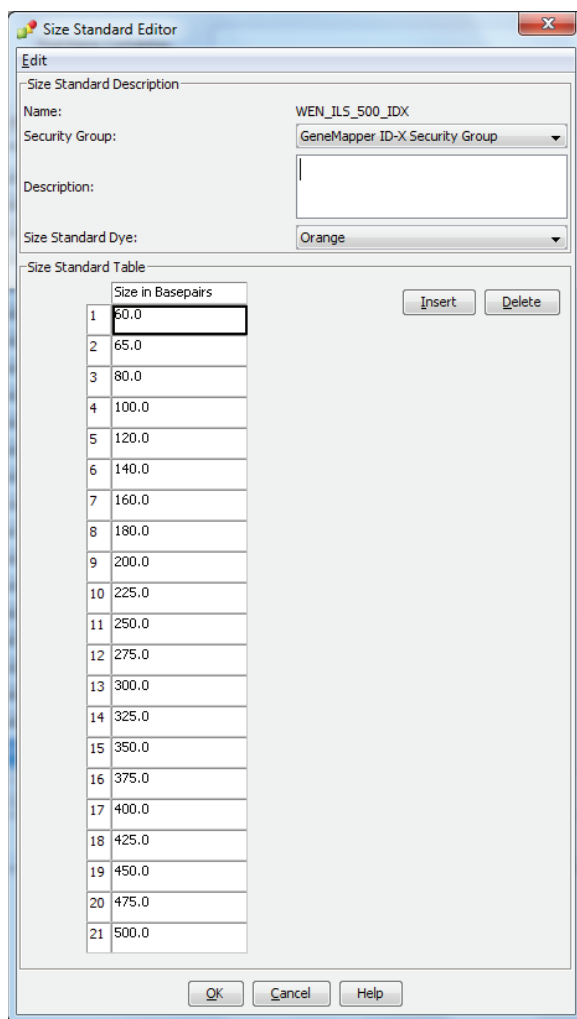 Size Standard Editor
Edit
Size Standard Description
Name: WEN_ILS_500_IDX
Security Group: GeneMapper ID-X Security Group
Description:
Size Standard Dye: Orange
Size Standard Table
Size in Basepairs
Insert Delete
1 60.0
2 65.0
3 80.0
4 100.0
5 120.0
6 140.0
7 160.0
8 180.0
9 200.0
10 225.0
11 250.0
12 275.0
13 300.0
14 325.0
15 350.0
16 375.0
17 400.0
18 425.0
19 450.0
20 475.0
21 500.0
OK Cancel Help